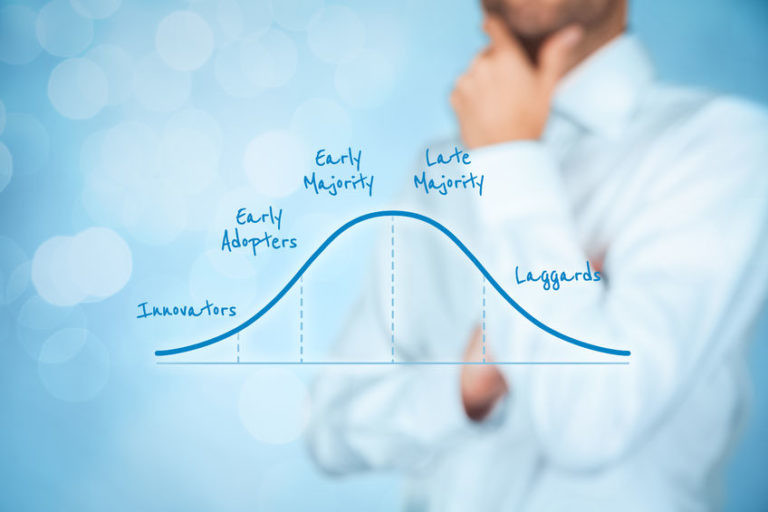 Innovators
Early
Adopters
Early
Majority
Late
Majority
Laggards